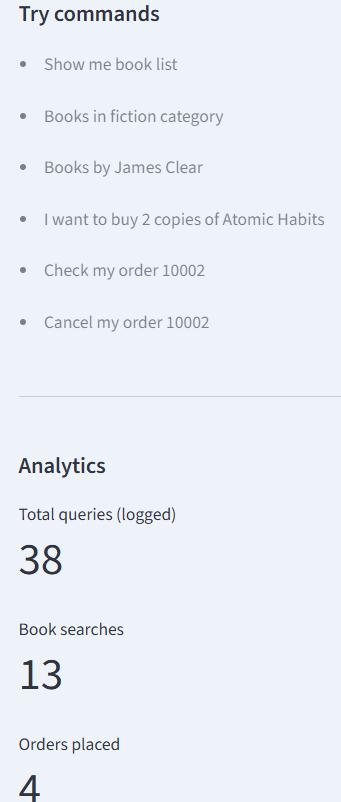 Try commands
Show me book list
Books in fiction category
Books by James Clear
I want to buy 2 copies of Atomic Habits
Check my order 10002
Cancel my order 10002
Analytics
Total queries (logged)
38
Book searches
13
Orders placed
4